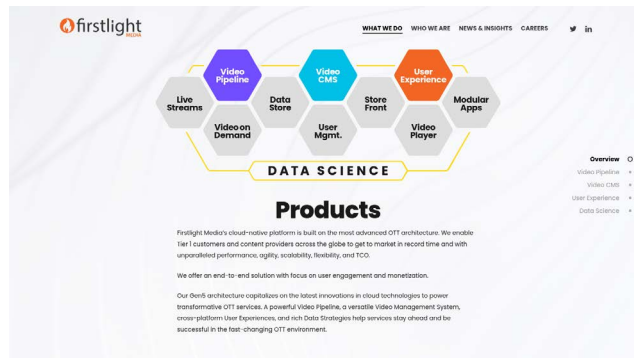 firstlight
MEDIA
WHAT WE DO WHO WE ARE NEWS & INSIGHTS CAREERS
Video
Pipeline
Video
CMS
User
Experience
Live
Streams
Data
Store
Store
Front
Modular
Apps
Video on
Demand
User
Mgmt.
Video
Player
DATA SCIENCE
Overview
Video Pipeline
Video CMS
User Experience
Data Science
Products
Firstlight Media's cloud-native platform is built on the most advanced OTT architecture. We enable
Tier 1 customers and content providers across the globe to get to market in record time and with
unparalleled performance, agility, scalability, flexibility, and TCO.
We offer an end-to-end solution with focus on user engagement and monetization.
Our Gen5 architecture capitalizes on the latest innovations in cloud technologies to power
transformative OTT services. A powerful Video Pipeline, a versatile Video Management System,
cross-platform User Experiences, and rich Data Strategies help services stay ahead and be
successful in the fast-changing OTT environment.